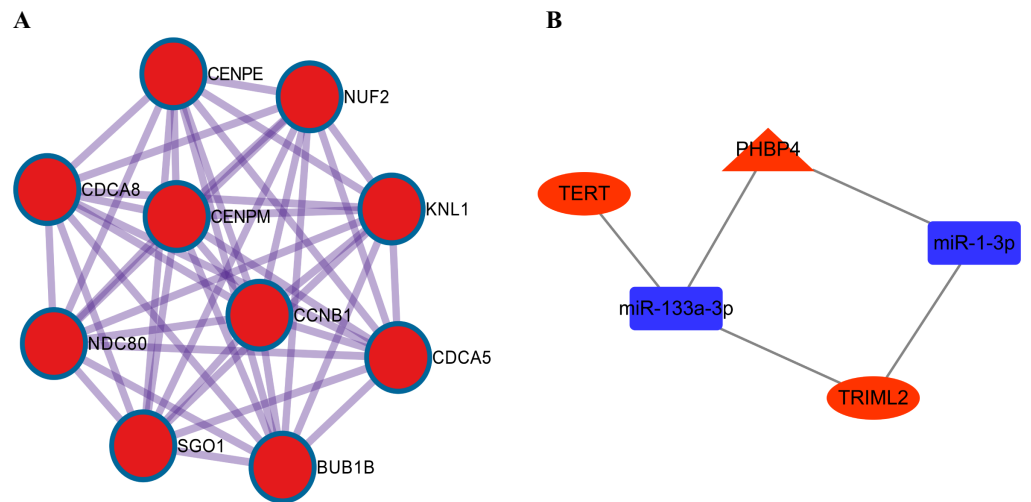 A
B
CENPE
NUF2
CDCA8
CENPM
KNL1
CCNB1
NDC80
CDCA5
SGO1
BUB1B
PHBP4
TERT
miR-1-3p
miR-133a-3p
TRIML2